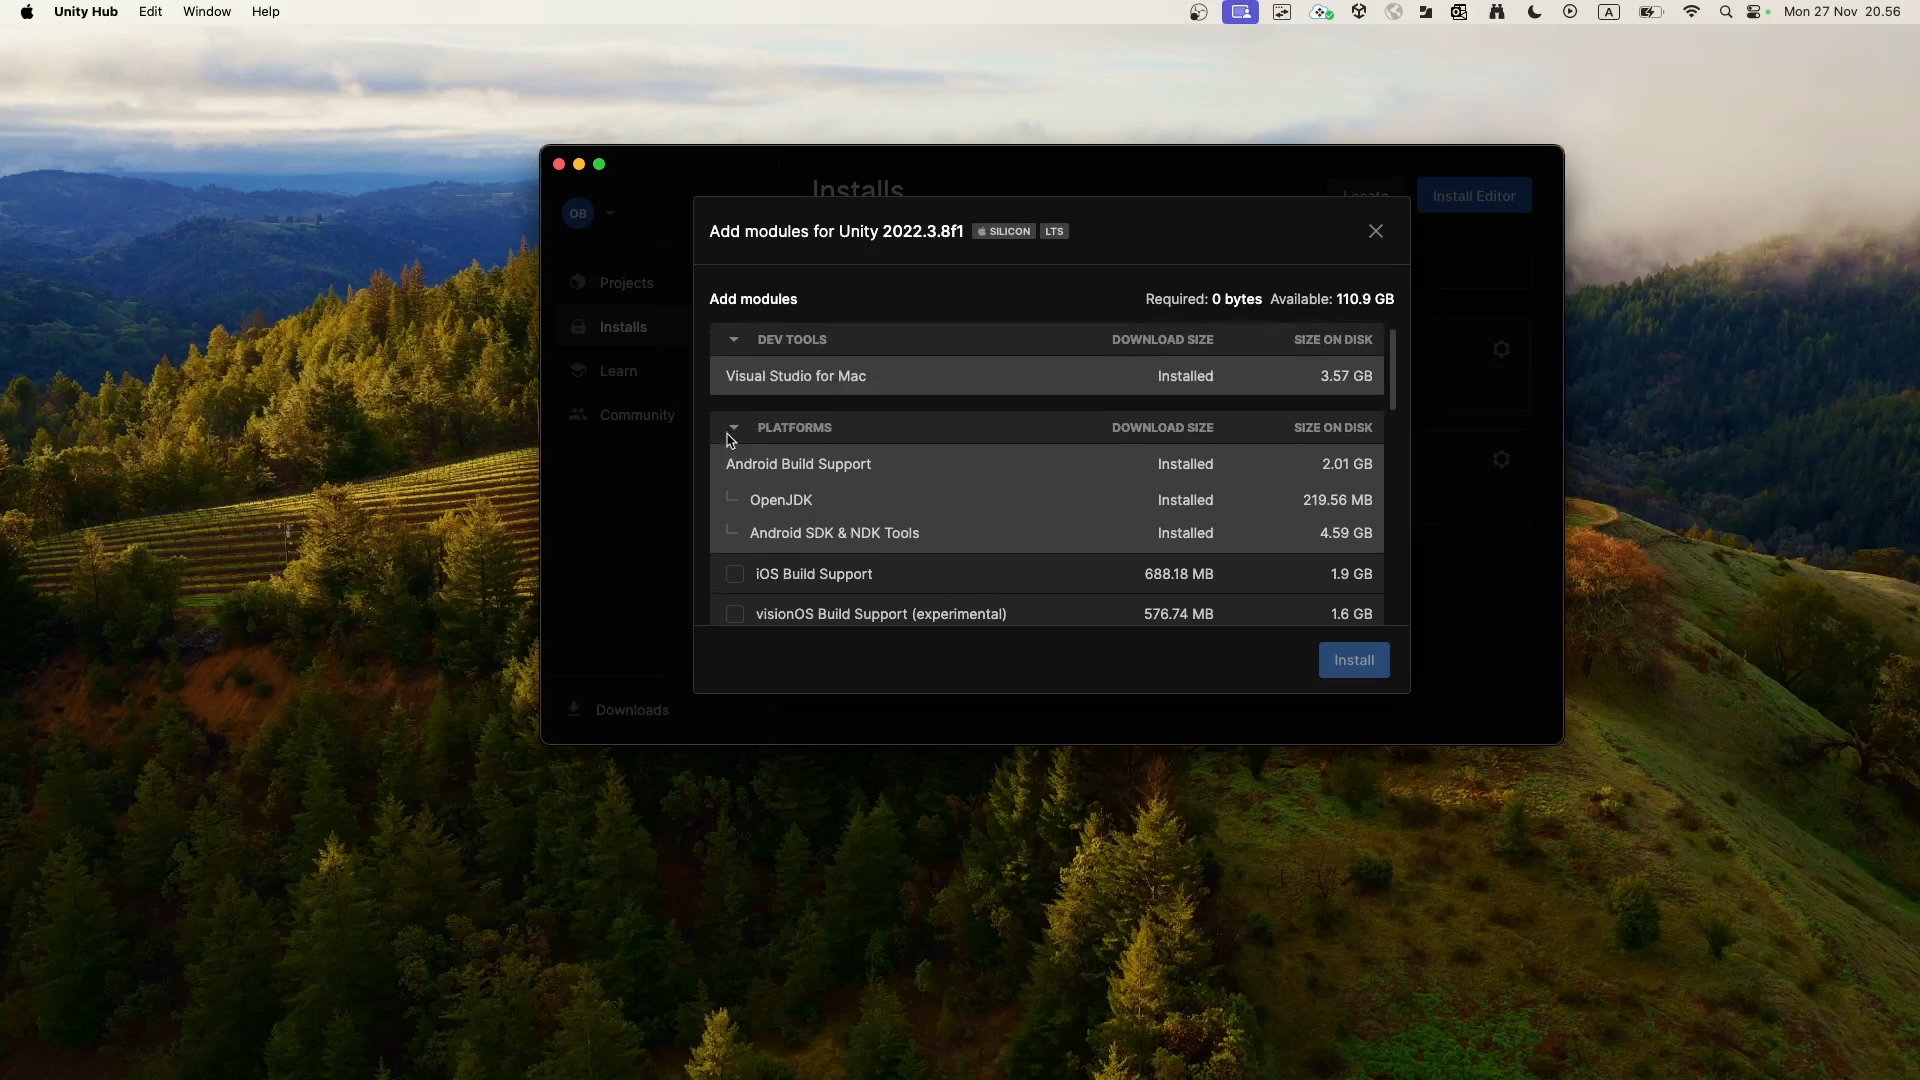 Unity Hub Edit Window Help
A
Mon 27 Nov 20.56
Installs
Locate
Install Editor
OB
Add modules for Unity 2022.3.8f1 SILICON LTS
Projects
Installs
Learn
Community
Downloads
Add modules Required: 0 bytes Available: 110.9 GB
DEV TOOLS DOWNLOAD SIZE SIZE ON DISK
Visual Studio for Mac Installed 3.57 GB
PLATFORMS DOWNLOAD SIZE SIZE ON DISK
Android Build Support Installed 2.01 GB
OpenJDK Installed 219.56 MB
Android SDK & NDK Tools Installed 4.59 GB
iOS Build Support 688.18 MB 1.9 GB
visionOS Build Support (experimental) 576.74 MB 1.6 GB
Install